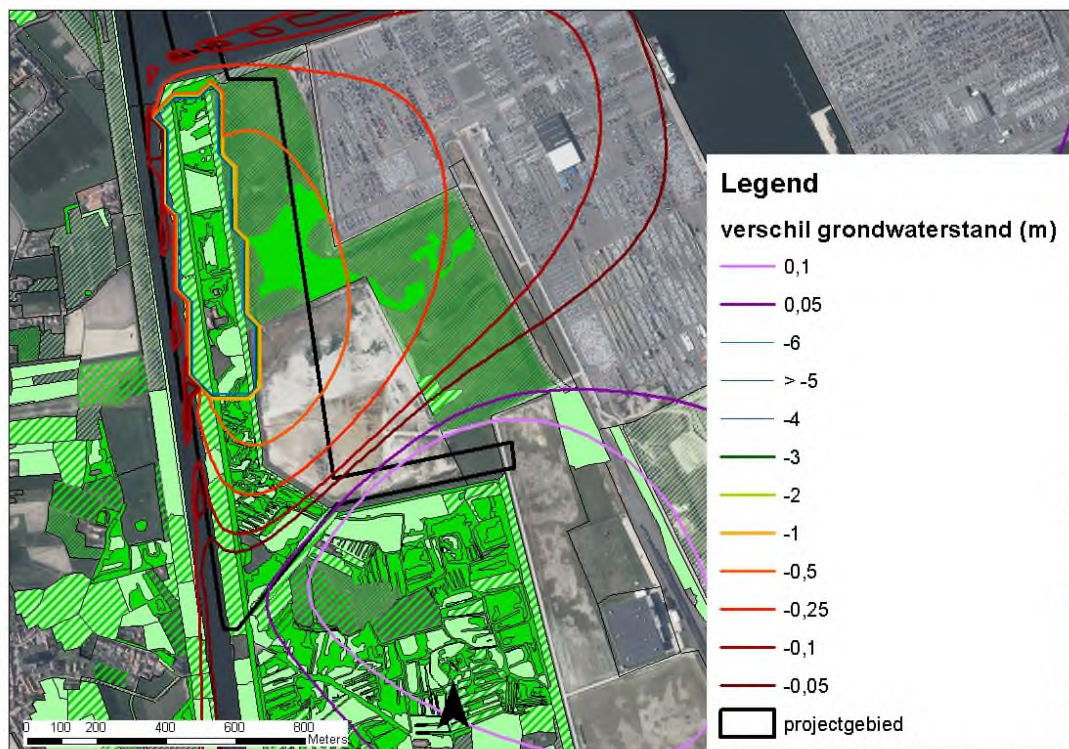 Legend
verschil grondwaterstand (m)
0,1
0,05
-6
> -5
-4
-3
-2
-1
-0,5
-0,25
-0,1
-0,05
projectgebied
0 100 200 400 600 800
Meters